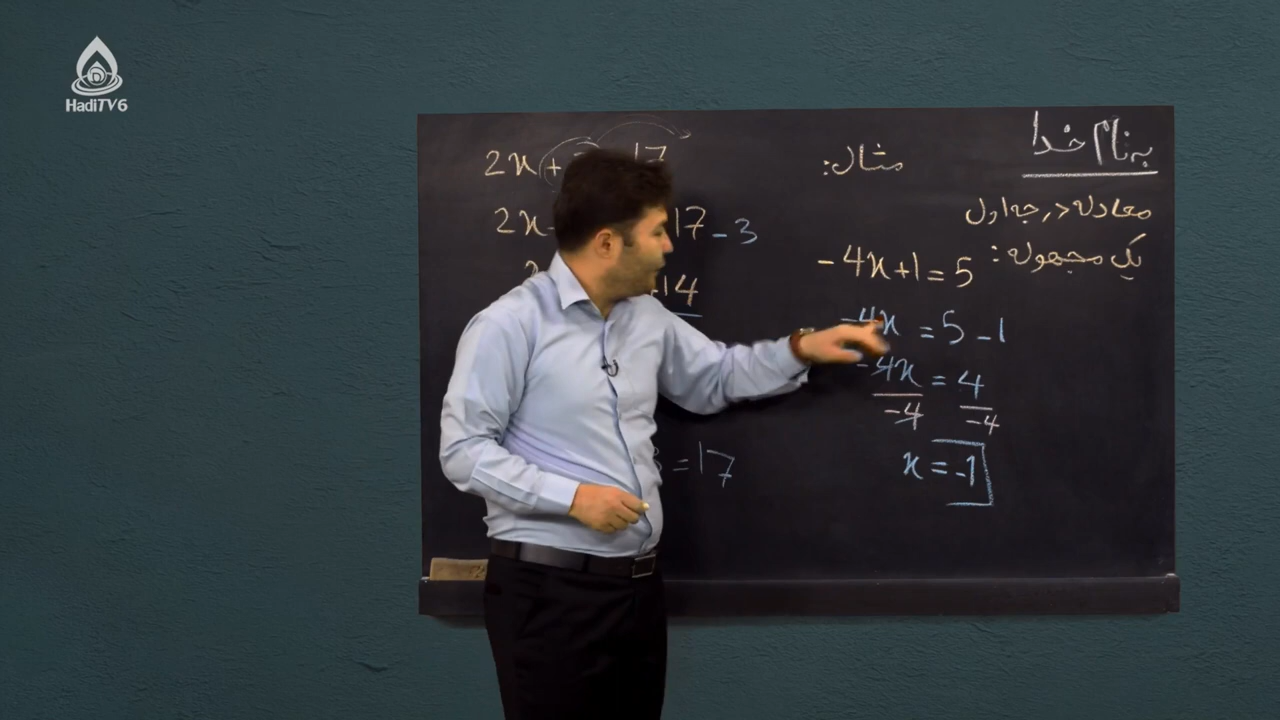 HadiTV6
به نام خدا
معادله درجه اول
یک مجهوله:
مثال:
-4x+1=5
-4x = 5-1
-4x = 4
-4 -4
x = -1
2x+ 17
2x 17-3
14
=17